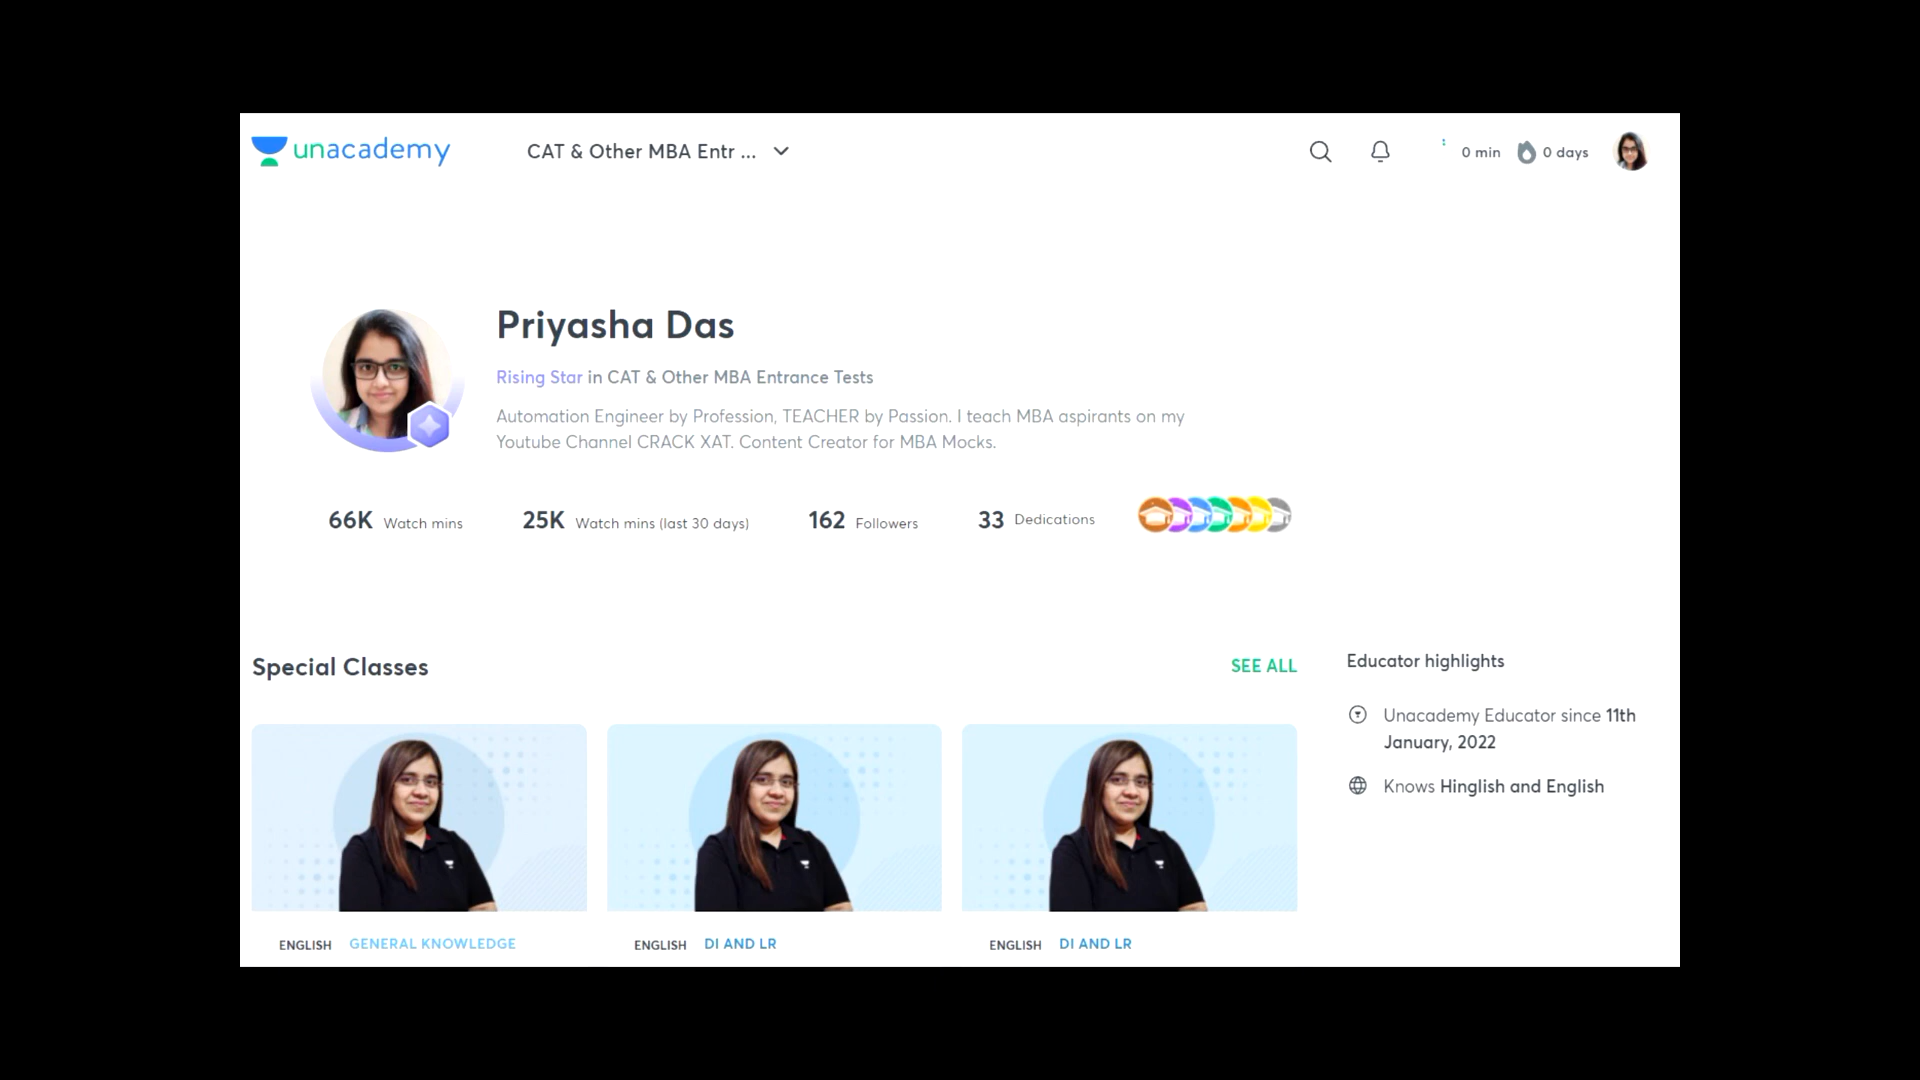 unacademy
CAT & Other MBA Entr ...
0 min
0 days
Priyasha Das
Rising Star in CAT & Other MBA Entrance Tests
Automation Engineer by Profession, TEACHER by Passion. I teach MBA aspirants on my
Youtube Channel CRACK XAT. Content Creator for MBA Mocks.
66K Watch mins
25K Watch mins (last 30 days)
162 Followers
33 Dedications
Special Classes
SEE ALL
ENGLISH GENERAL KNOWLEDGE
ENGLISH DI AND LR
ENGLISH DI AND LR
Educator highlights
Unacademy Educator since 11th
January, 2022
Knows Hinglish and English